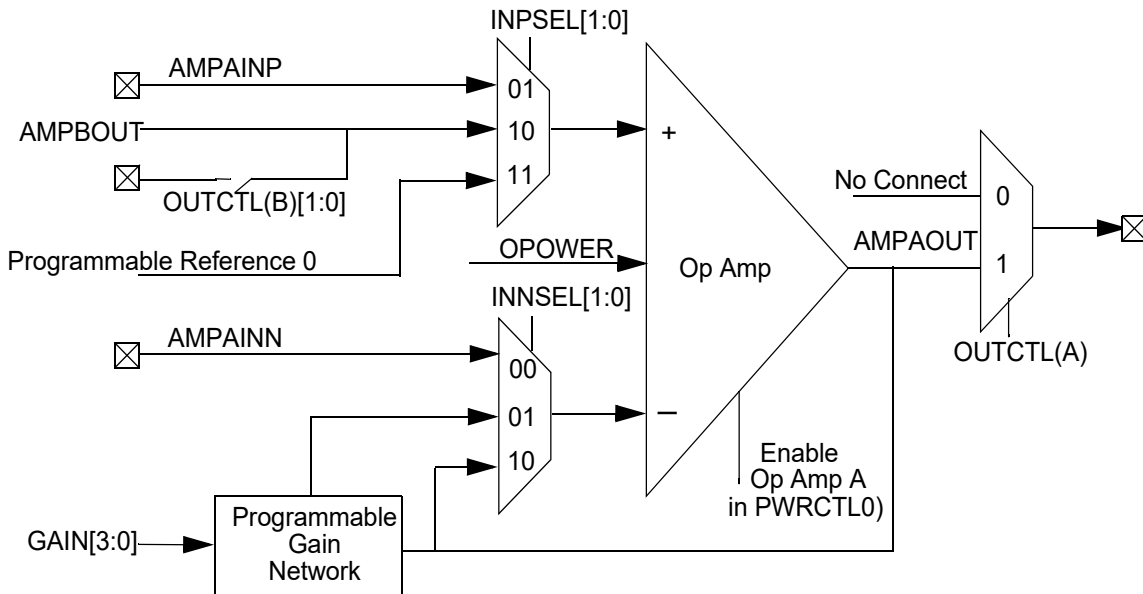 INPSEL[1:0]
AMPAINP
01
AMPBOUT
10
+
11
OUTCTL(B)[1:0]
No Connect
0
AMPAOUT
1
Programmable Reference 0
OPOWER
Op Amp
INNSEL[1:0]
AMPAINN
00
OUTCTL(A)
01
–
10
Enable
Op Amp A
in PWRCTL0)
GAIN[3:0]
Programmable
Gain
Network